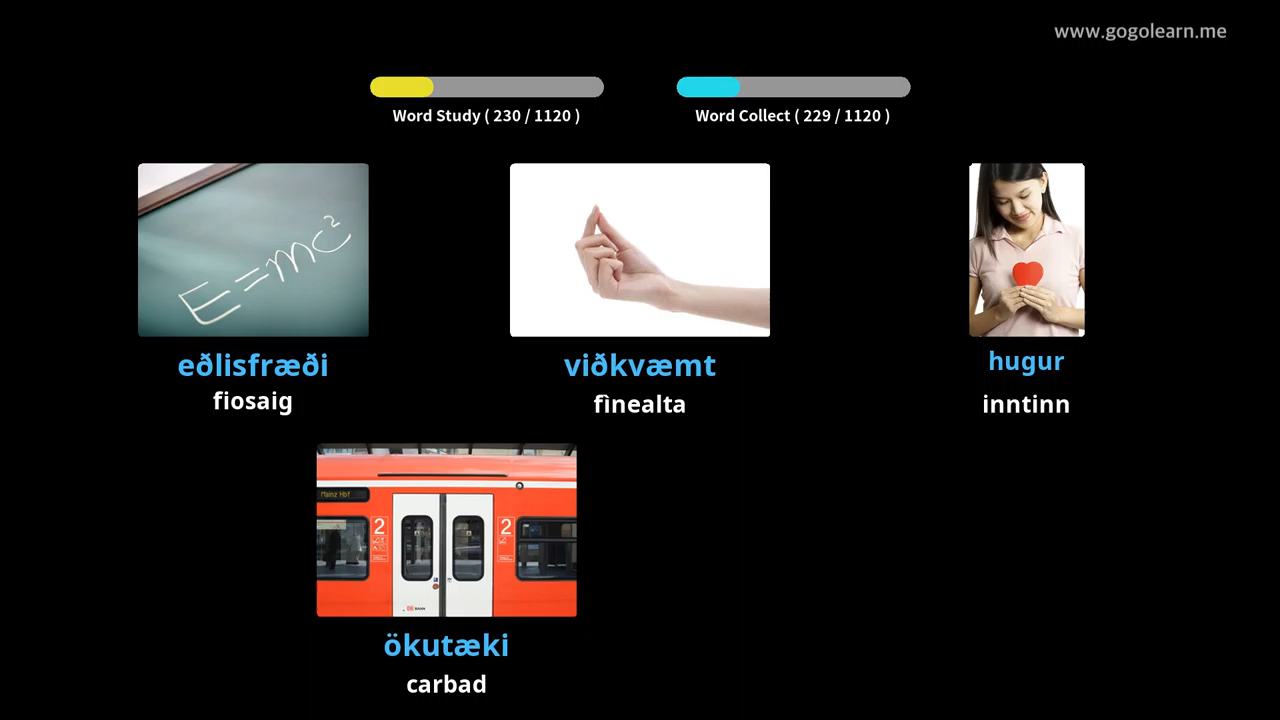 www.gogolearn.me
Word Study ( 230 / 1120 )
Word Collect ( 229 / 1120 )
E=mc²
eðlisfræði
fiosaig
viðkvæmt
fìnealta
hugur
inntinn
Mainz Hbf
2
2
ökutæki
carbad